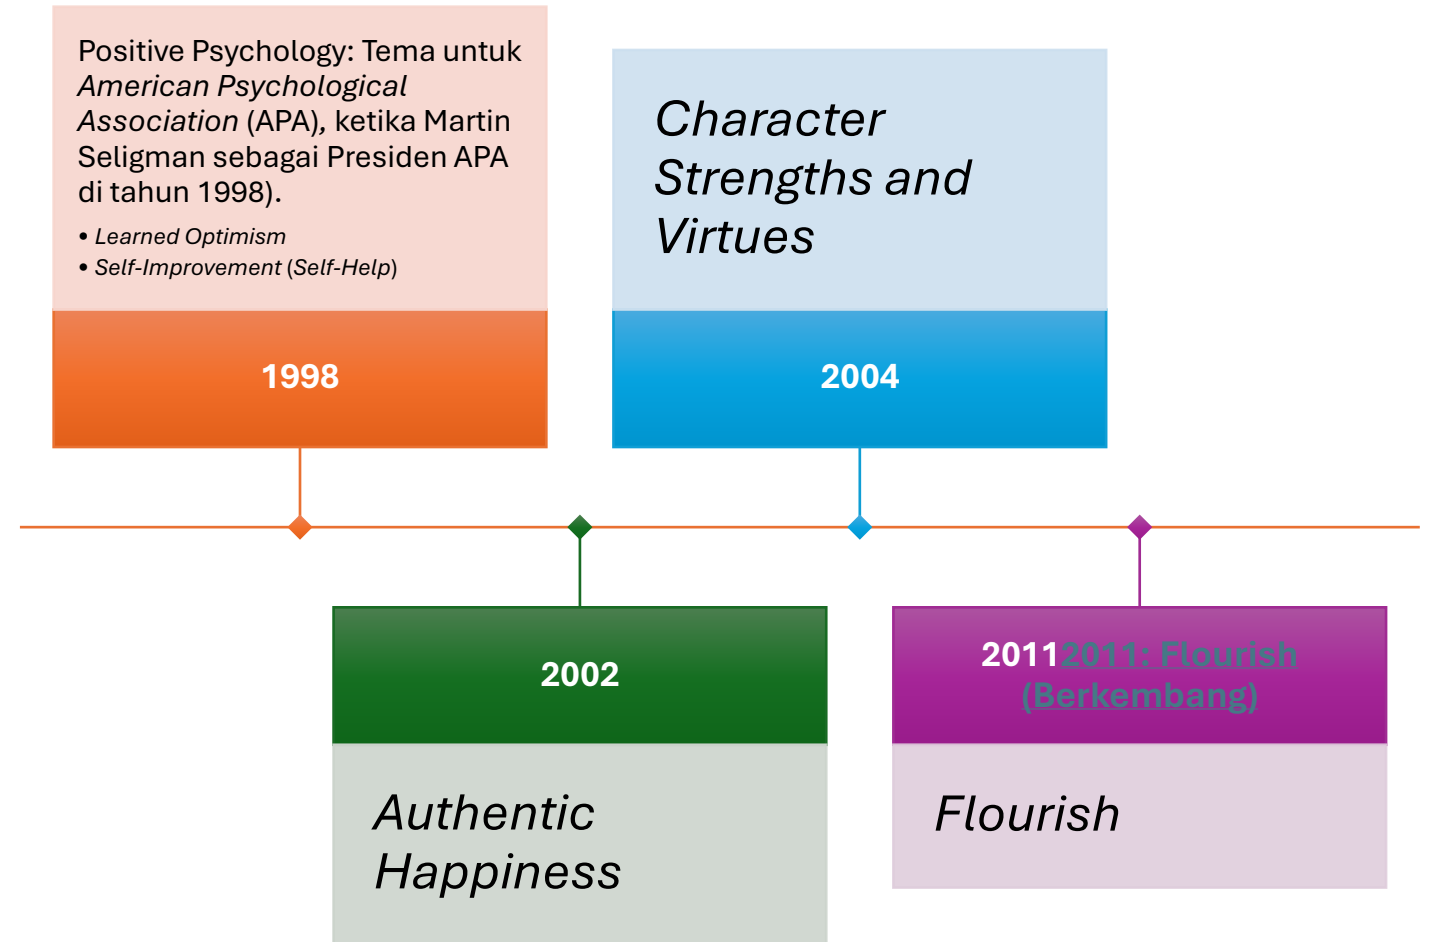 Positive Psychology: Tema untuk
American Psychological
Association (APA), ketika Martin
Seligman sebagai Presiden APA
di tahun 1998).
• Learned Optimism
• Self-Improvement (Self-Help)
1998
2002
Authentic
Happiness
Character
Strengths and
Virtues
2004
20112011: Flourish
(Berkembang)
Flourish